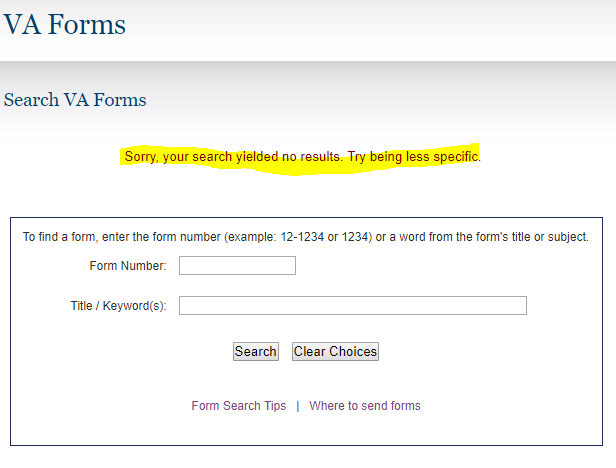 VA Forms
Search VA Forms
Sorry, your search yielded no results. Try being less specific.
To find a form, enter the form number (example: 12-1234 or 1234) or a word from the form's title or subject.
Form Number:
Title / Keyword(s):
Search Clear Choices
Form Search Tips | Where to send forms